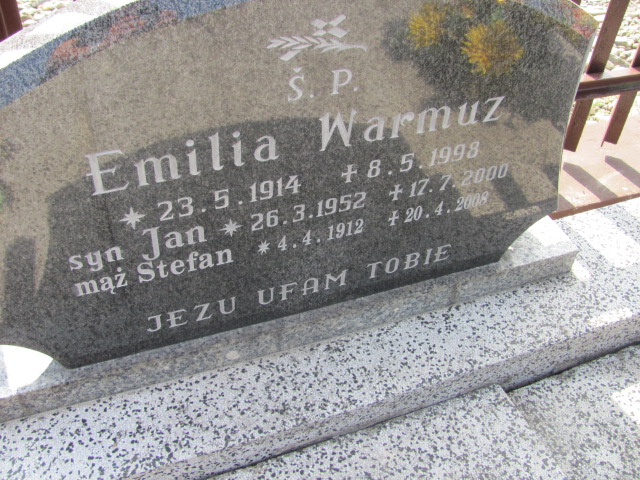 Ś. P.
Emilia Warmuz
* 23.5.1914 ✝ 8.5.1998
syn Jan * 26.3.1952 ✝ 17.7.2000
mąż Stefan * 4.4.1912 ✝ 20.4.2008
JEZU UFAM TOBIE